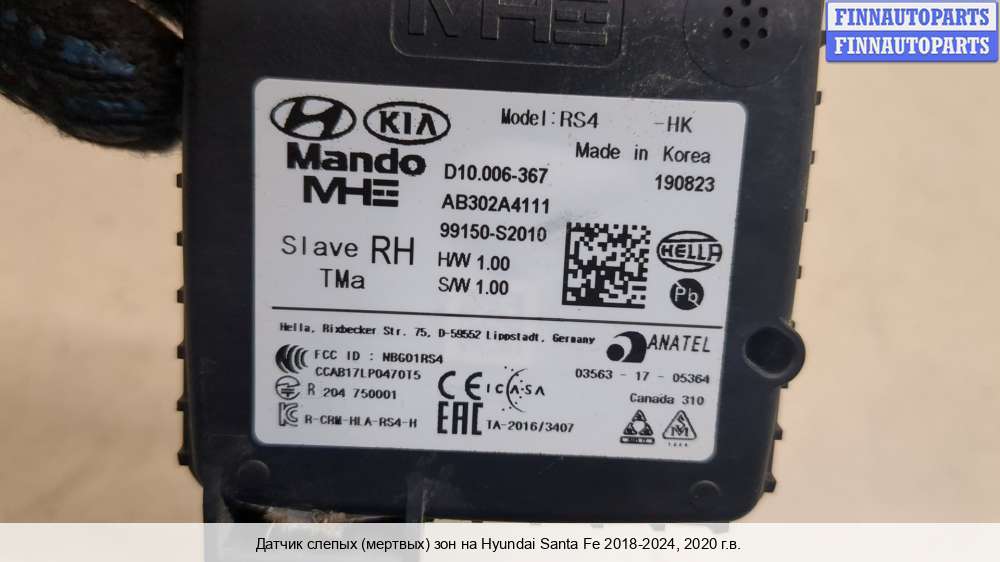 FINNAUTOPARTS
FINNAUTOPARTS
MHE
KIA
Model:RS4 -HK
Mando
Made in Korea
MHE
D10.006-367
190823
AB302A4111
99150-S2010
Slave RH
H/W 1.00
HELLA
TMa
S/W 1.00
Pb
Hella, Rixbecker Str. 75, D-59552 Lippstadt, Germany
ANATEL
FCC ID : NBG01RS4
CCAB17LP0470T5
03563 - 17 - 05364
R 204 750001
CE ICASA
Canada 310
R-CRM-HLA-RS4-H
EAC TA-2016/3407
Датчик слепых (мертвых) зон на Hyundai Santa Fe 2018-2024, 2020 г.в.